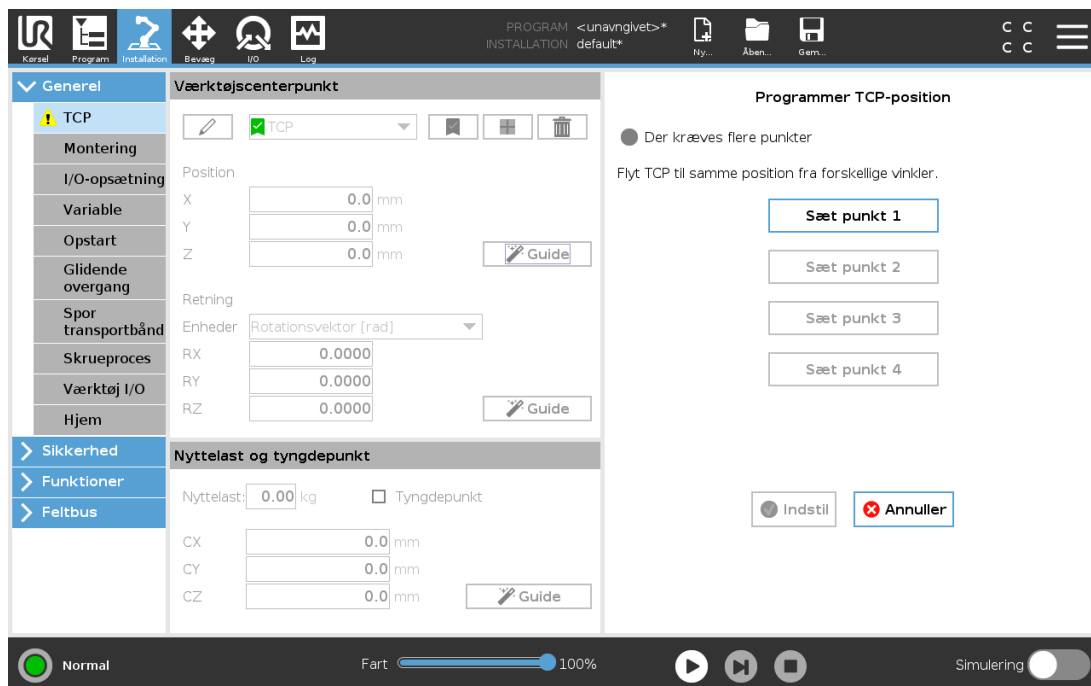 UR
Kørsel
Program
Installation
Bevæg
I/O
Log
PROGRAM <unavngivet>*
INSTALLATION default*
Ny...
Åben...
Gem...
C C
C C
Generel
TCP
Montering
I/O-opsætning
Variable
Opstart
Glidende
overgang
Spor
transportbånd
Skrueproces
Værktøj I/O
Hjem
Sikkerhed
Funktioner
Feltbus
Værktøjscenterpunkt
TCP
Position
X 0.0 mm
Y 0.0 mm
Z 0.0 mm
Guide
Retning
Enheder Rotationsvektor [rad]
RX 0.0000
RY 0.0000
RZ 0.0000
Guide
Nyttelast og tyngdepunkt
Nyttelast: 0.00 kg Tyngdepunkt
CX 0.0 mm
CY 0.0 mm
CZ 0.0 mm
Guide
Programmer TCP-position
Der kræves flere punkter
Flyt TCP til samme position fra forskellige vinkler.
Sæt punkt 1
Sæt punkt 2
Sæt punkt 3
Sæt punkt 4
Indstil
Annuller
Normal
Fart 100%
Simulering